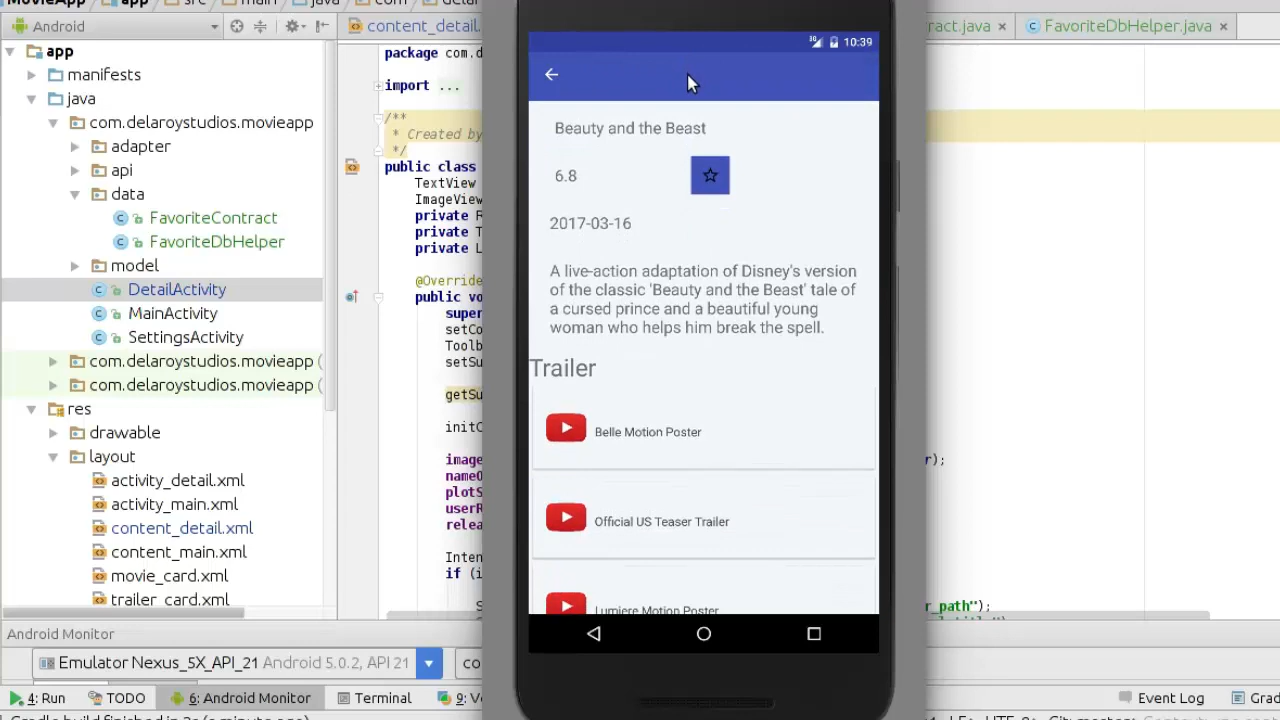 MovieApp
app
src
main
java
com
Android
content_detail.
ract.java
FavoriteDbHelper.java
app
manifests
java
com.delaroystudios.movieapp
adapter
api
data
FavoriteContract
FavoriteDbHelper
model
DetailActivity
MainActivity
SettingsActivity
com.delaroystudios.movieapp (
com.delaroystudios.movieapp (
res
drawable
layout
activity_detail.xml
activity_main.xml
content_detail.xml
content_main.xml
movie_card.xml
trailer_card.xml
package com.d
import ...
/**
* Created by
*/
public class
TextView
ImageView
private R
private T
private L
@Override
public vo
super
setCo
Toolb
setSu
getSu
initC
image
nameO
plotS
userR
relea
Inten
if (i
r);
r_path");
3G 10:39
Beauty and the Beast
6.8
2017-03-16
A live-action adaptation of Disney's version
of the classic 'Beauty and the Beast' tale of
a cursed prince and a beautiful young
woman who helps him break the spell.
Trailer
Belle Motion Poster
Official US Teaser Trailer
Lumiere Motion Poster
Android Monitor
Emulator Nexus_5X_API_21 Android 5.0.2, API 21
co
4: Run
TODO
6: Android Monitor
Terminal
9: Ve
Event Log
Grad